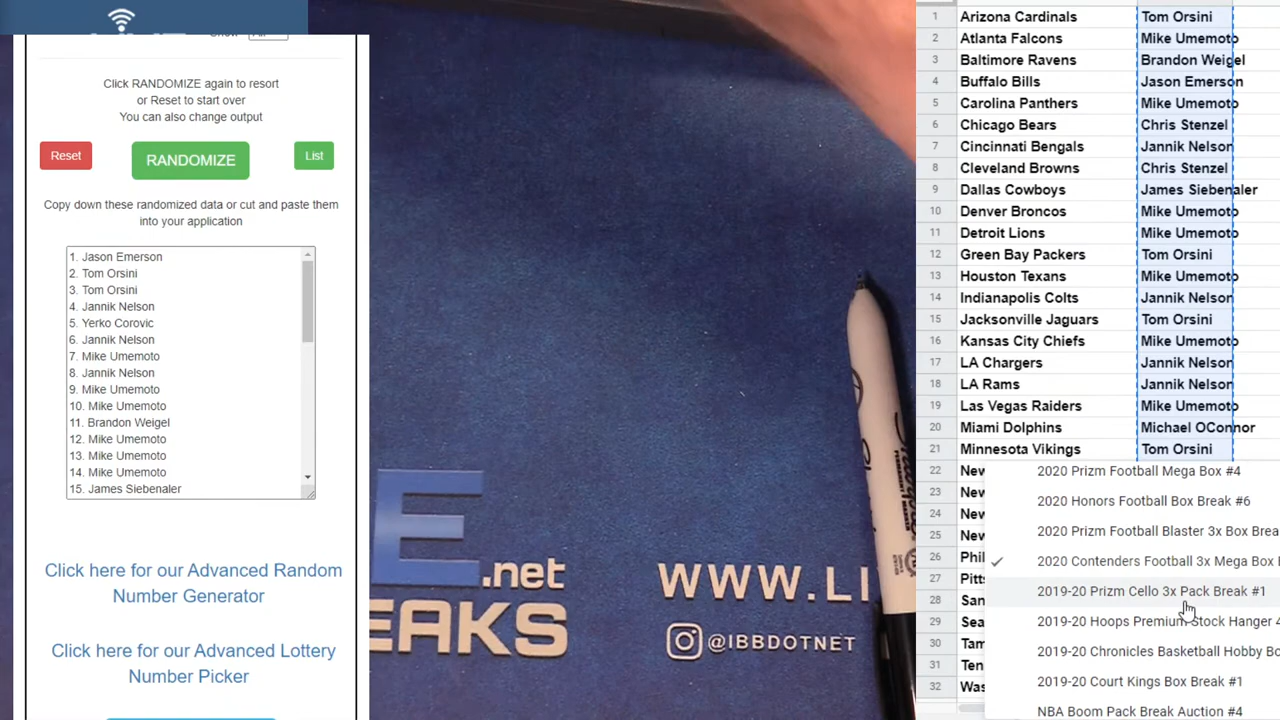 Click RANDOMIZE again to resort
or Reset to start over
You can also change output
Reset
RANDOMIZE
List
Copy down these randomized data or cut and paste them
into your application
1. Jason Emerson
2. Tom Orsini
3. Tom Orsini
4. Jannik Nelson
5. Yerko Corovic
6. Jannik Nelson
7. Mike Umemoto
8. Jannik Nelson
9. Mike Umemoto
10. Mike Umemoto
11. Brandon Weigel
12. Mike Umemoto
13. Mike Umemoto
14. Mike Umemoto
15. James Siebenaler
Click here for our Advanced Random
Number Generator
Click here for our Advanced Lottery
Number Picker
E.net
EAKS
WWW.LI
@IBBDOTNET
1 Arizona Cardinals Tom Orsini
2 Atlanta Falcons Mike Umemoto
3 Baltimore Ravens Brandon Weigel
4 Buffalo Bills Jason Emerson
5 Carolina Panthers Mike Umemoto
6 Chicago Bears Chris Stenzel
7 Cincinnati Bengals Jannik Nelson
8 Cleveland Browns Chris Stenzel
9 Dallas Cowboys James Siebenaler
10 Denver Broncos Mike Umemoto
11 Detroit Lions Mike Umemoto
12 Green Bay Packers Tom Orsini
13 Houston Texans Mike Umemoto
14 Indianapolis Colts Jannik Nelson
15 Jacksonville Jaguars Tom Orsini
16 Kansas City Chiefs Mike Umemoto
17 LA Chargers Jannik Nelson
18 LA Rams Jannik Nelson
19 Las Vegas Raiders Mike Umemoto
20 Miami Dolphins Michael OConnor
21 Minnesota Vikings Tom Orsini
22 New
23 New
24 New
25 New
26 Phil
27 Pitts
28 San
29 Sea
30 Tam
31 Ten
32 Was
2020 Prizm Football Mega Box #4
2020 Honors Football Box Break #6
2020 Prizm Football Blaster 3x Box Brea
2020 Contenders Football 3x Mega Box
2019-20 Prizm Cello 3x Pack Break #1
2019-20 Hoops Premium Stock Hanger 4
2019-20 Chronicles Basketball Hobby Bo
2019-20 Court Kings Box Break #1
NBA Boom Pack Break Auction #4